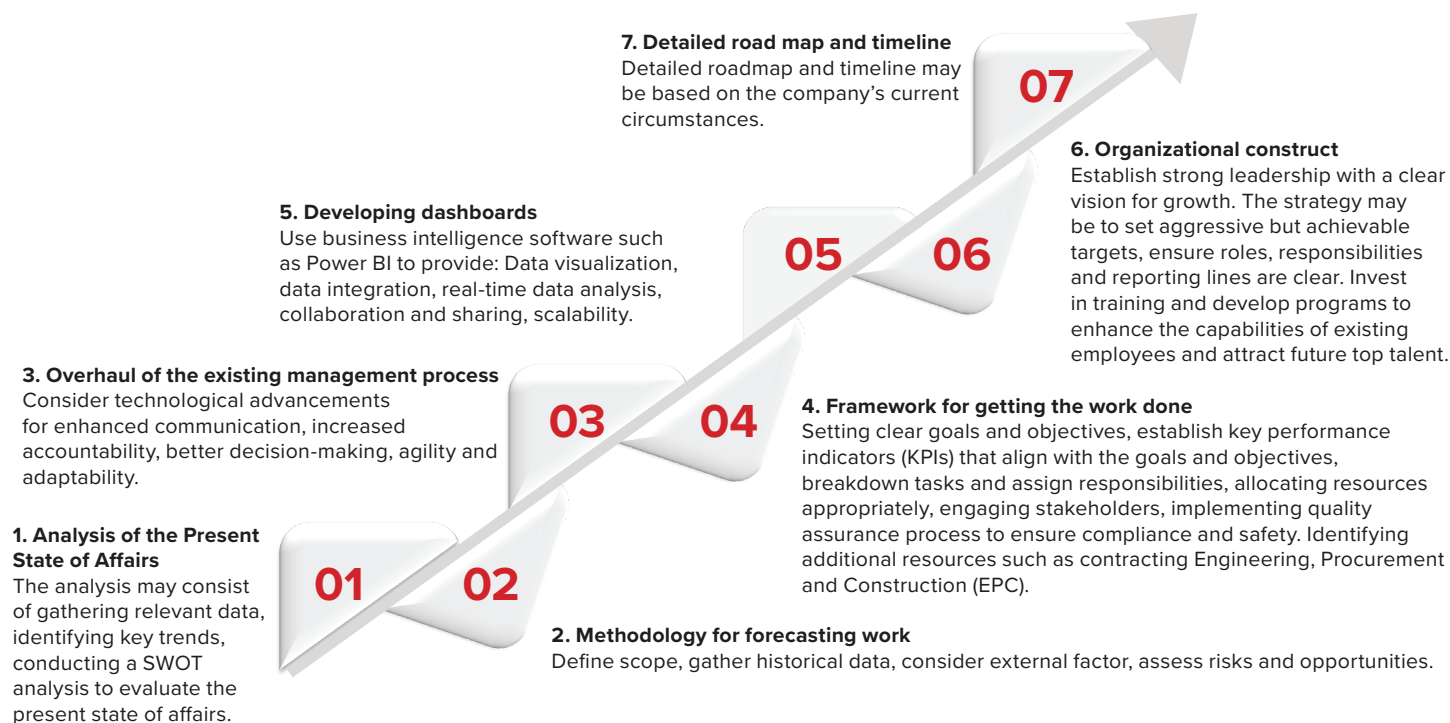 7. Detailed road map and timeline
Detailed roadmap and timeline may
be based on the company’s current
circumstances.
07
6. Organizational construct
Establish strong leadership with a clear
vision for growth. The strategy may
be to set aggressive but achievable
targets, ensure roles, responsibilities
and reporting lines are clear. Invest
in training and develop programs to
enhance the capabilities of existing
employees and attract future top talent.
5. Developing dashboards
Use business intelligence software such
as Power BI to provide: Data visualization,
data integration, real-time data analysis,
collaboration and sharing, scalability.
05
06
3. Overhaul of the existing management process
Consider technological advancements
for enhanced communication, increased
accountability, better decision-making, agility and
adaptability.
03
04
4. Framework for getting the work done
Setting clear goals and objectives, establish key performance
indicators (KPIs) that align with the goals and objectives,
breakdown tasks and assign responsibilities, allocating resources
appropriately, engaging stakeholders, implementing quality
assurance process to ensure compliance and safety. Identifying
additional resources such as contracting Engineering, Procurement
and Construction (EPC).
1. Analysis of the Present
State of Affairs
The analysis may consist
of gathering relevant data,
identifying key trends,
conducting a SWOT
analysis to evaluate the
present state of affairs.
01
02
2. Methodology for forecasting work
Define scope, gather historical data, consider external factor, assess risks and opportunities.